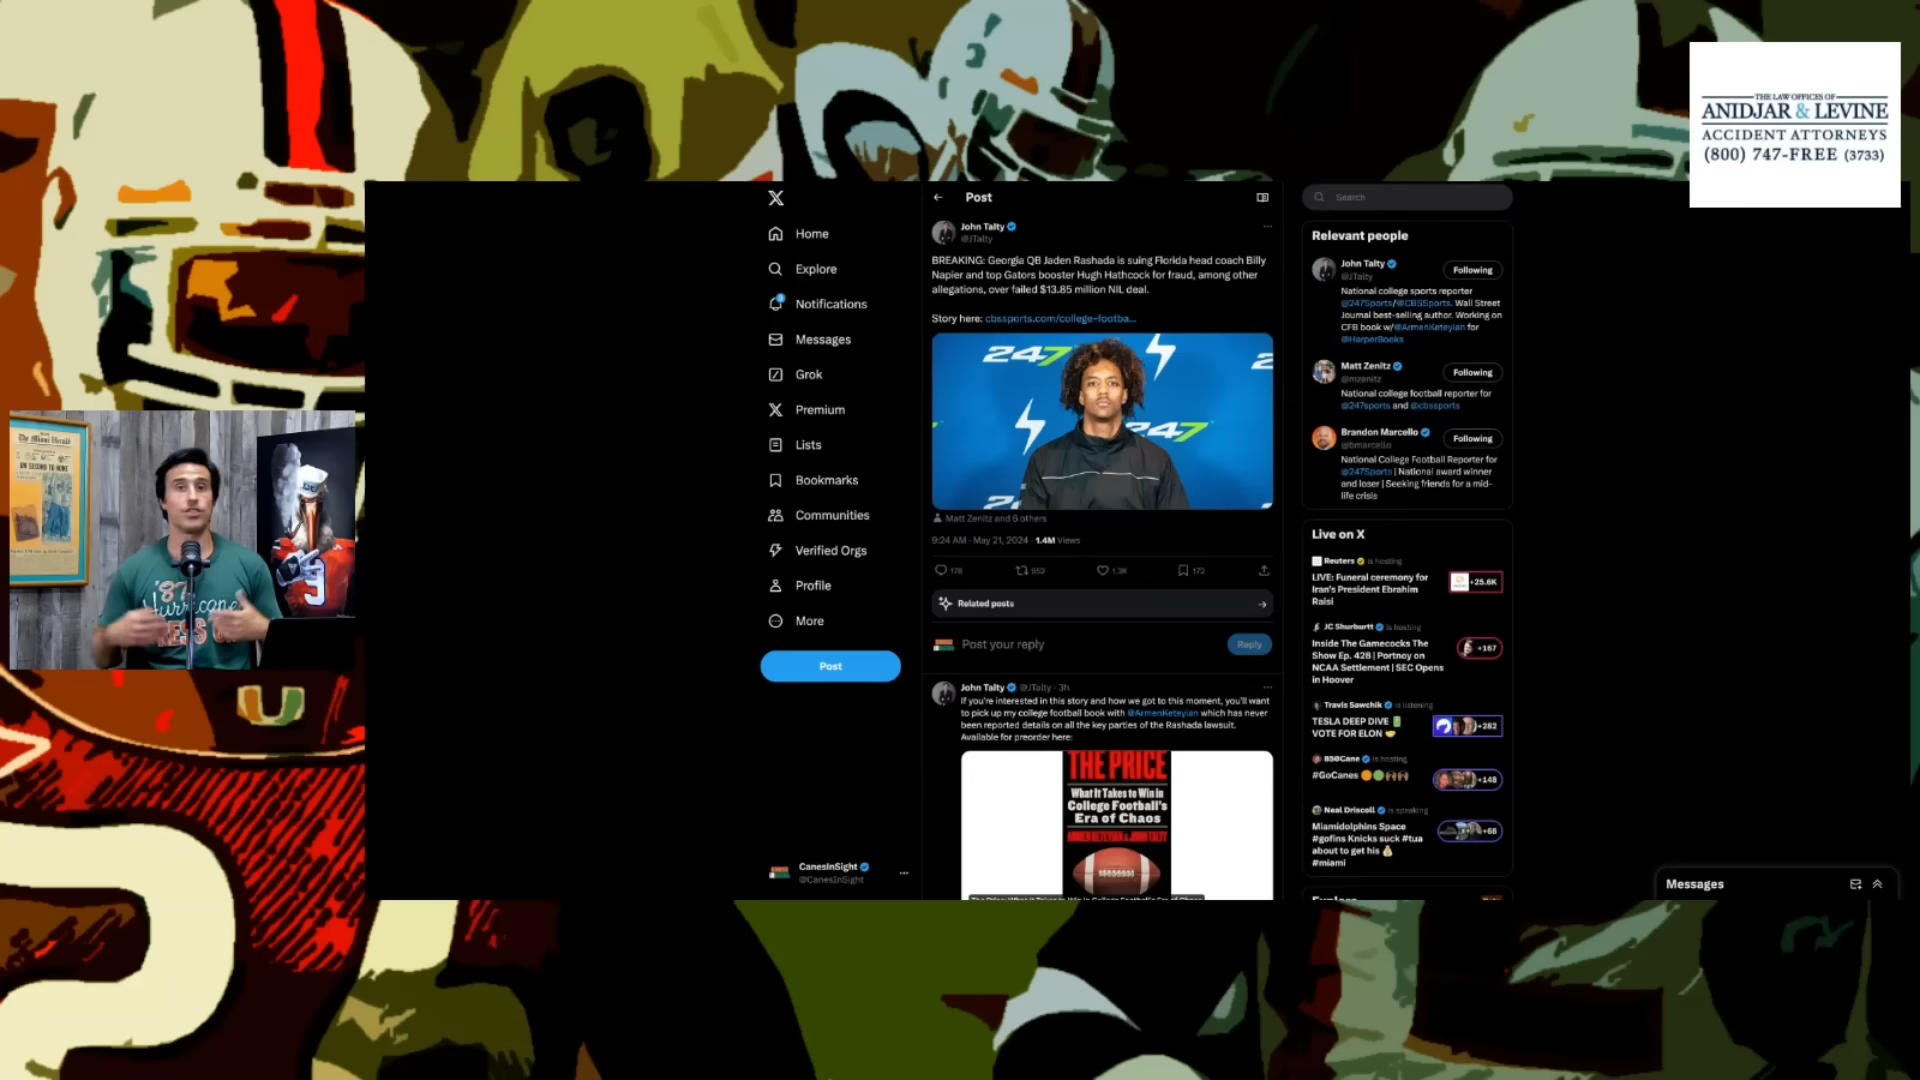 THE LAW OFFICES OF
ANIDJAR & LEVINE
ACCIDENT ATTORNEYS
(800) 747-FREE (3733)
Home
Explore
Notifications
Messages
Grok
Premium
Lists
Bookmarks
Communities
Verified Orgs
Profile
More
Post
CanesInSight
@CanesInSight
Post
John Talty
@JTalty
BREAKING: Georgia QB Jaden Rashada is suing Florida head coach Billy
Napier and top Gators booster Hugh Hathcock for fraud, among other
allegations, over failed $13.85 million NIL deal.
Story here: cbssports.com/college-footba...
247
247
Matt Zenitz and 6 others
9:24 AM · May 21, 2024 · 1.4M Views
178 952 1.3K 172
Related posts
Post your reply
Reply
John Talty @JTalty · 3h
If you're interested in this story and how we got to this moment, you'll want
to pick up my college football book with @ArmenKeteyian which has never
been reported details on all the key parties of the Rashada lawsuit.
Available for preorder here:
THE PRICE
What It Takes to Win in
College Football's
Era of Chaos
Search
Relevant people
John Talty
@JTalty
Following
National college sports reporter
@247Sports/@CBSSports. Wall Street
Journal best-selling author. Working on
CFB book w/@ArmenKeteyian for
@HarperBooks
Matt Zenitz
@mzenitz
Following
National college football reporter for
@247sports and @cbssports
Brandon Marcello
@bmarcello
Following
National College Football Reporter for
@247Sports | National award winner
and loser | Seeking friends for a mid-
life crisis
Live on X
Reuters is hosting
LIVE: Funeral ceremony for
Iran's President Ebrahim
Raisi
+25.6K
JC Shurburtt is hosting
Inside The Gamecocks The
Show Ep. 428 | Portnoy on
NCAA Settlement | SEC Opens
in Hoover
+167
Travis Sawchik is listening
TESLA DEEP DIVE
VOTE FOR ELON
+282
850Cane is hosting
#GoCanes
+148
Neal Driscoll is speaking
Miamidolphins Space
#gofins Knicks suck #tua
about to get his
#miami
+68
Messages
The Miami Herald
'87
Hurricane